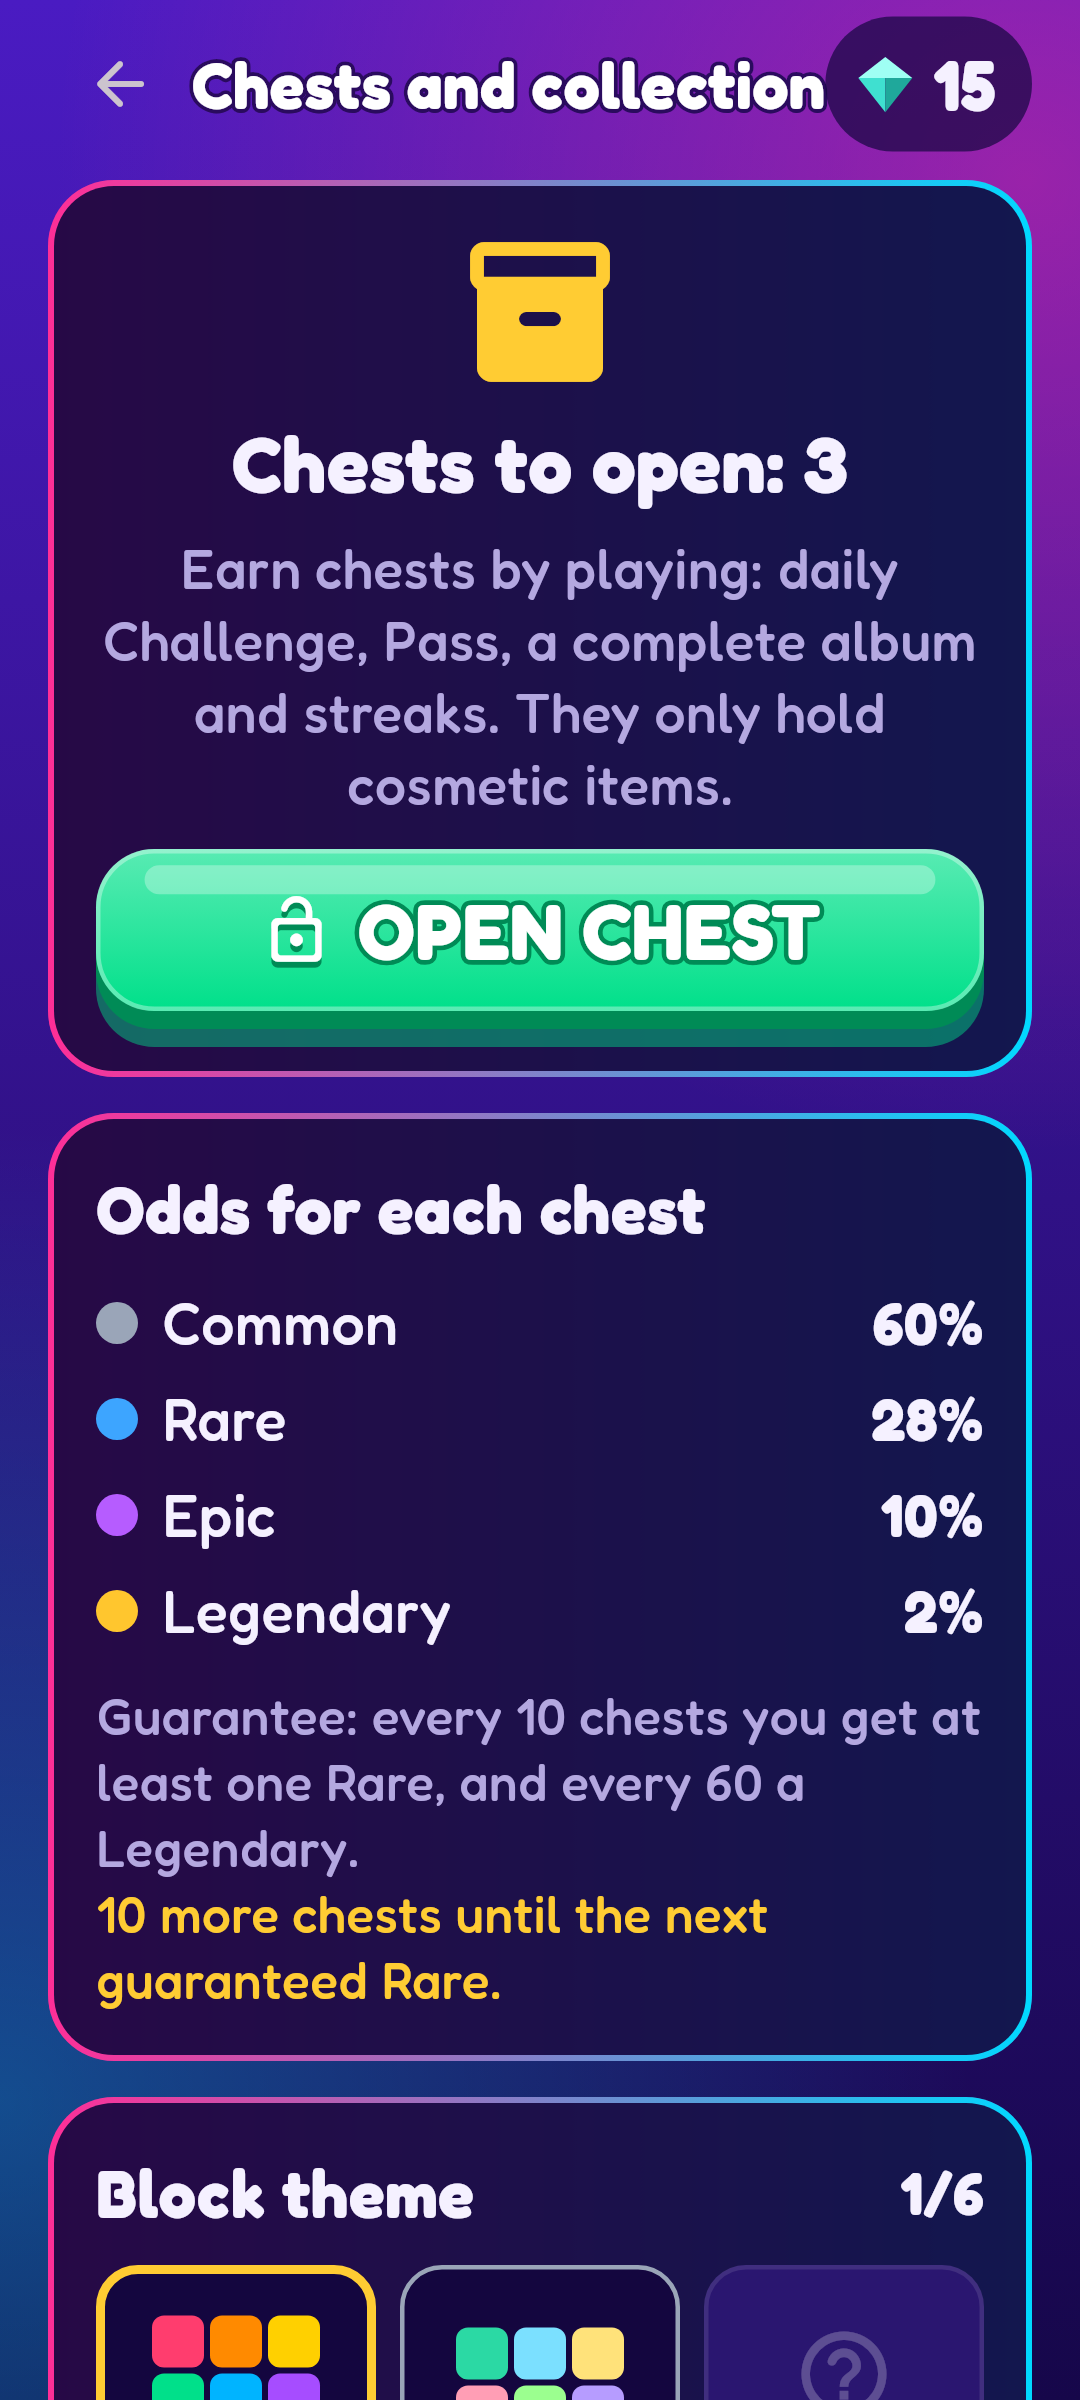 Chests and collection
15
Chests to open: 3
Earn chests by playing: daily
Challenge, Pass, a complete album
and streaks. They only hold
cosmetic items.
OPEN CHEST
Odds for each chest
Common 60%
Rare 28%
Epic 10%
Legendary 2%
Guarantee: every 10 chests you get at
least one Rare, and every 60 a
Legendary.
10 more chests until the next
guaranteed Rare.
Block theme 1/6
?